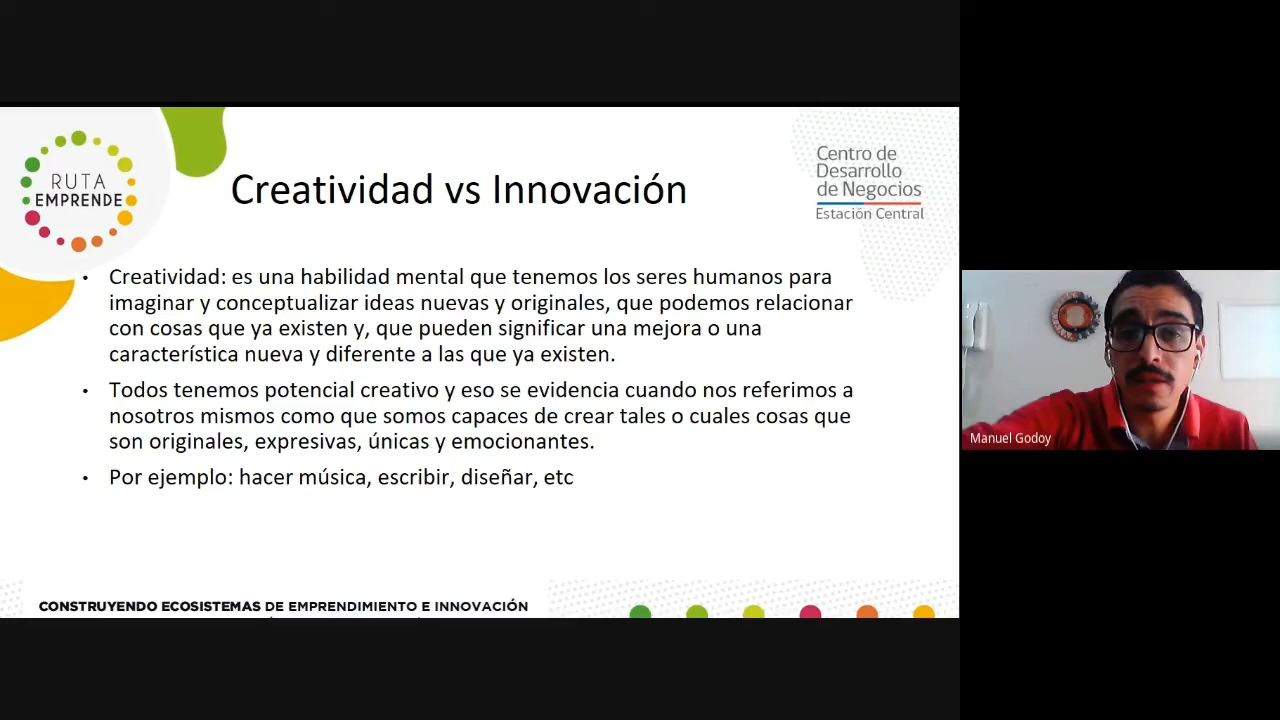 RUTA
EMPRENDE
Creatividad vs Innovación
Centro de
Desarrollo
de Negocios
Estación Central
• Creatividad: es una habilidad mental que tenemos los seres humanos para
imaginar y conceptualizar ideas nuevas y originales, que podemos relacionar
con cosas que ya existen y, que pueden significar una mejora o una
característica nueva y diferente a las que ya existen.
• Todos tenemos potencial creativo y eso se evidencia cuando nos referimos a
nosotros mismos como que somos capaces de crear tales o cuales cosas que
son originales, expresivas, únicas y emocionantes.
• Por ejemplo: hacer música, escribir, diseñar, etc
CONSTRUYENDO ECOSISTEMAS DE EMPRENDIMIENTO E INNOVACIÓN
Manuel Godoy